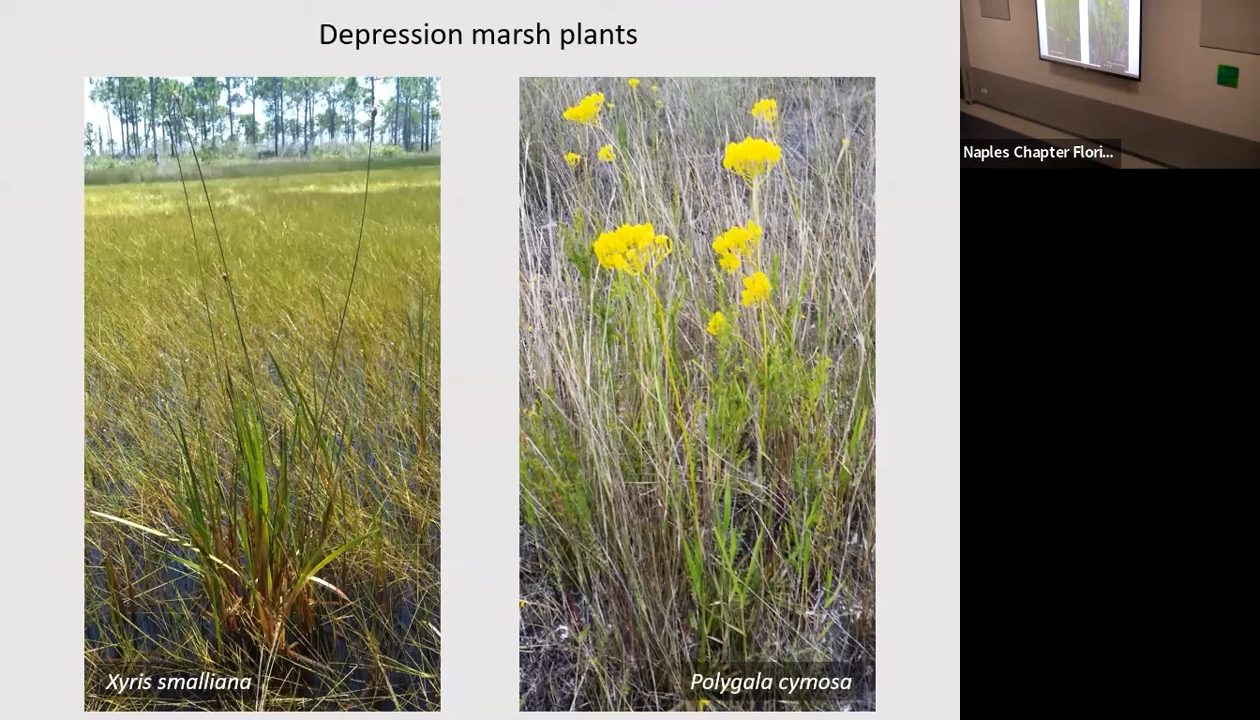 Depression marsh plants
Naples Chapter Flori...
Xyris smalliana
Polygala cymosa